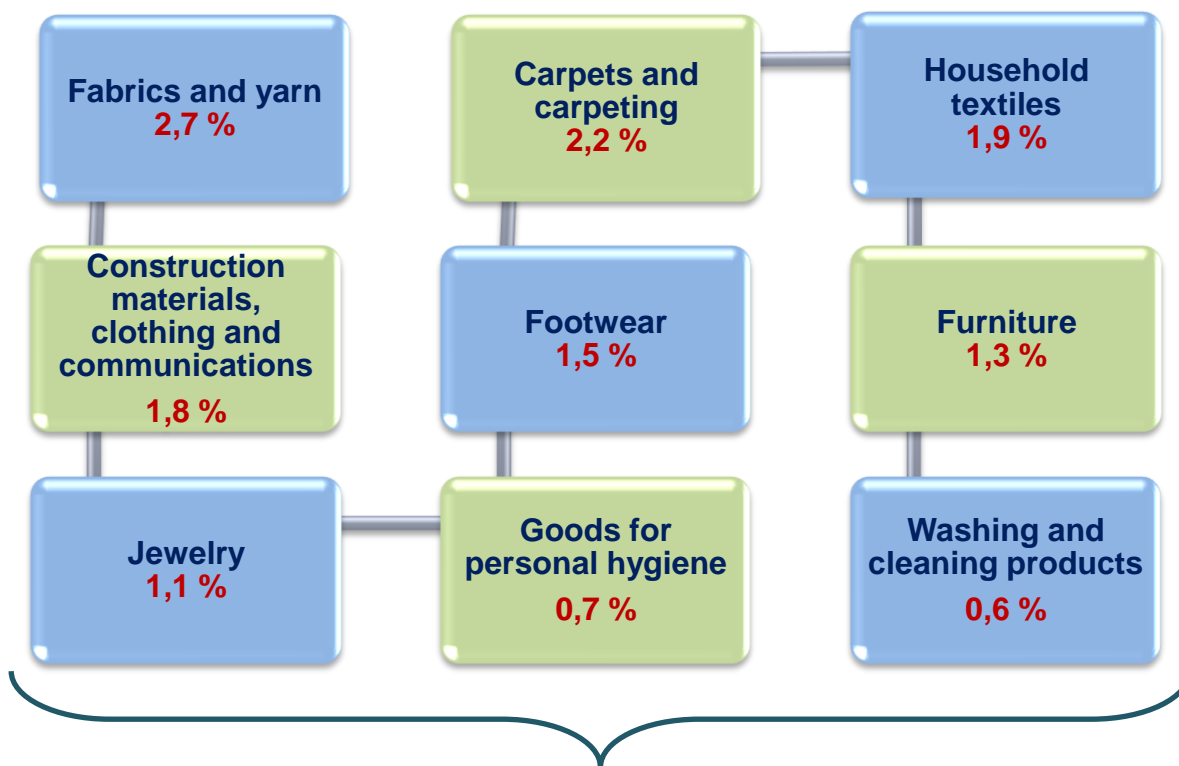 Fabrics and yarn
2,7 %
Construction
materials,
clothing and
communications
1,8 %
Jewelry
1,1 %
Carpets and
carpeting
2,2 %
Footwear
1,5 %
Goods for
personal hygiene
0,7 %
Household
textiles
1,9 %
Furniture
1,3 %
Washing and
cleaning products
0,6 %